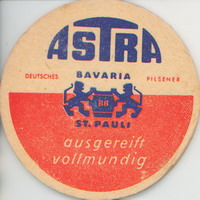 ASTRA
DEUTSCHES BAVARIA PILSENER
BB
ST. PAULI
ausgereift
vollmundig